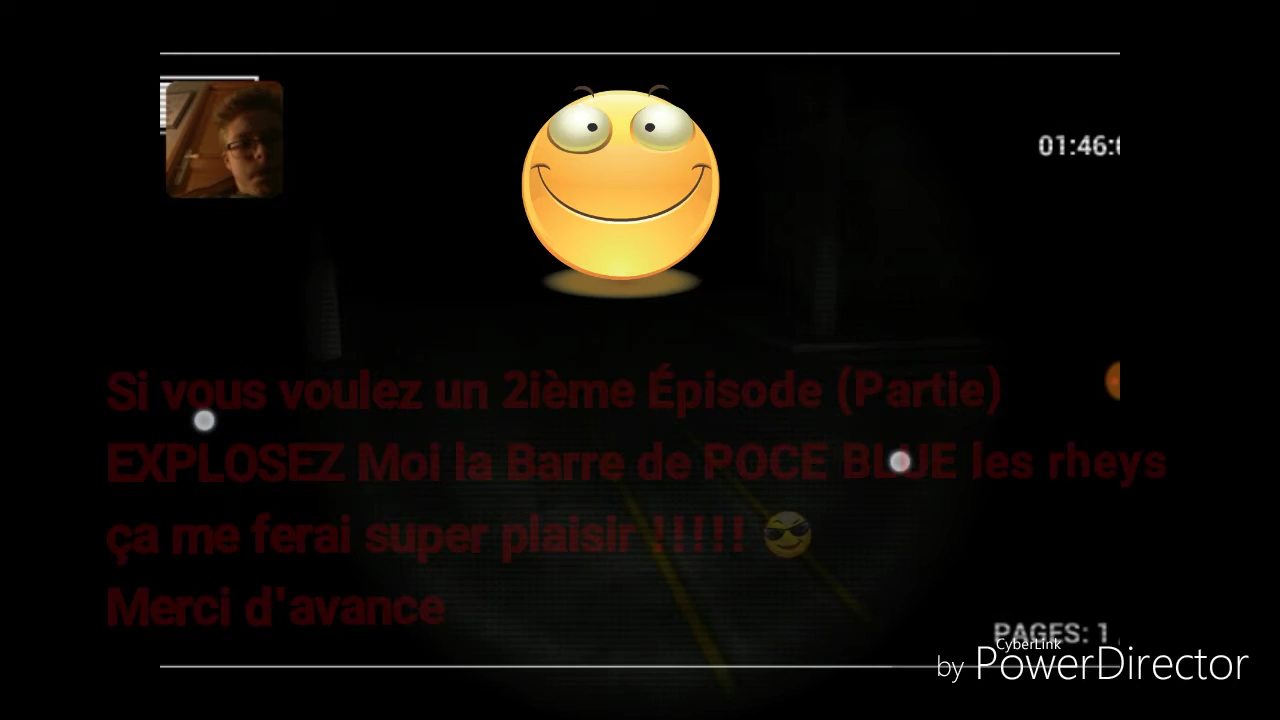 01:46:
Si vous voulez un 2ième Épisode (Partie)
EXPLOSEZ Moi la Barre de POCE BLUE les rheys
ça me ferai super plaisir !!!!!
Merci d'avance
PAGES: 1
CyberLink
by PowerDirector